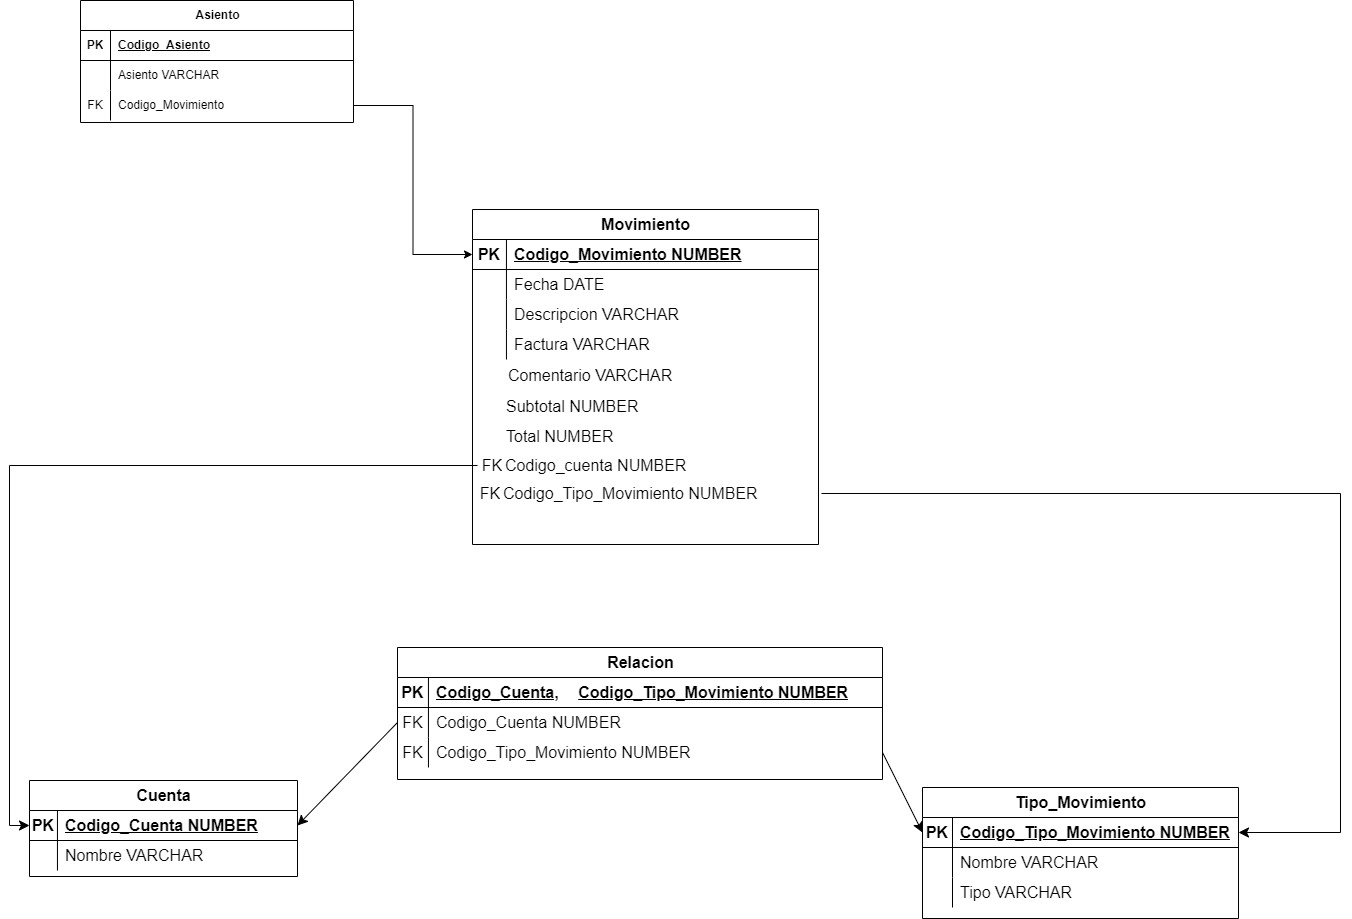 Asiento
PK Codigo_Asiento
Asiento VARCHAR
FK Codigo_Movimiento
Movimiento
PK Codigo_Movimiento NUMBER
Fecha DATE
Descripcion VARCHAR
Factura VARCHAR
Comentario VARCHAR
Subtotal NUMBER
Total NUMBER
FK Codigo_cuenta NUMBER
FK Codigo_Tipo_Movimiento NUMBER
Relacion
PK Codigo_Cuenta, Codigo_Tipo_Movimiento NUMBER
FK Codigo_Cuenta NUMBER
FK Codigo_Tipo_Movimiento NUMBER
Cuenta
PK Codigo_Cuenta NUMBER
Nombre VARCHAR
Tipo_Movimiento
PK Codigo_Tipo_Movimiento NUMBER
Nombre VARCHAR
Tipo VARCHAR